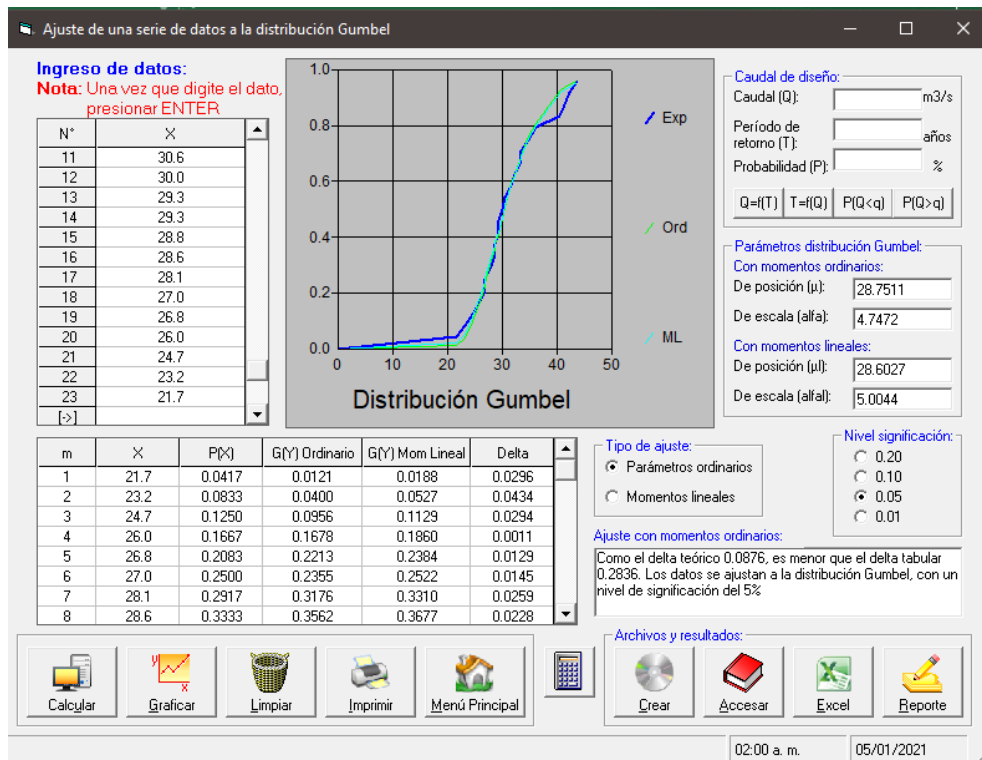 Ajuste de una serie de datos a la distribución Gumbel
Ingreso de datos:
Nota: Una vez que digite el dato,
presionar ENTER
N° X
11 30.6
12 30.0
13 29.3
14 29.3
15 28.8
16 28.6
17 28.1
18 27.0
19 26.8
20 26.0
21 24.7
22 23.2
23 21.7
[->]
1.0
0.8
0.6
0.4
0.2
0.0
0 10 20 30 40 50
Exp
Ord
ML
Distribución Gumbel
Caudal de diseño:
Caudal (Q): m3/s
Período de
retorno (T): años
Probabilidad (P): %
Q=f(T) T=f(Q) P(Q<q) P(Q>q)
Parámetros distribución Gumbel:
Con momentos ordinarios:
De posición (µ): 28.7511
De escala (alfa): 4.7472
Con momentos lineales:
De posición (µl): 28.6027
De escala (alfal): 5.0044
m X P(X) G(Y) Ordinario G(Y) Mom Lineal Delta
1 21.7 0.0417 0.0121 0.0188 0.0296
2 23.2 0.0833 0.0400 0.0527 0.0434
3 24.7 0.1250 0.0956 0.1129 0.0294
4 26.0 0.1667 0.1678 0.1860 0.0011
5 26.8 0.2083 0.2213 0.2384 0.0129
6 27.0 0.2500 0.2355 0.2522 0.0145
7 28.1 0.2917 0.3176 0.3310 0.0259
8 28.6 0.3333 0.3562 0.3677 0.0228
Tipo de ajuste:
Parámetros ordinarios
Momentos lineales
Nivel significación:
0.20
0.10
0.05
0.01
Ajuste con momentos ordinarios:
Como el delta teórico 0.0876, es menor que el delta tabular
0.2836. Los datos se ajustan a la distribución Gumbel, con un
nivel de significación del 5%
Calcular Graficar Limpiar Imprimir Menú Principal
Archivos y resultados:
Crear Accesar Excel Reporte
02:00 a. m. 05/01/2021